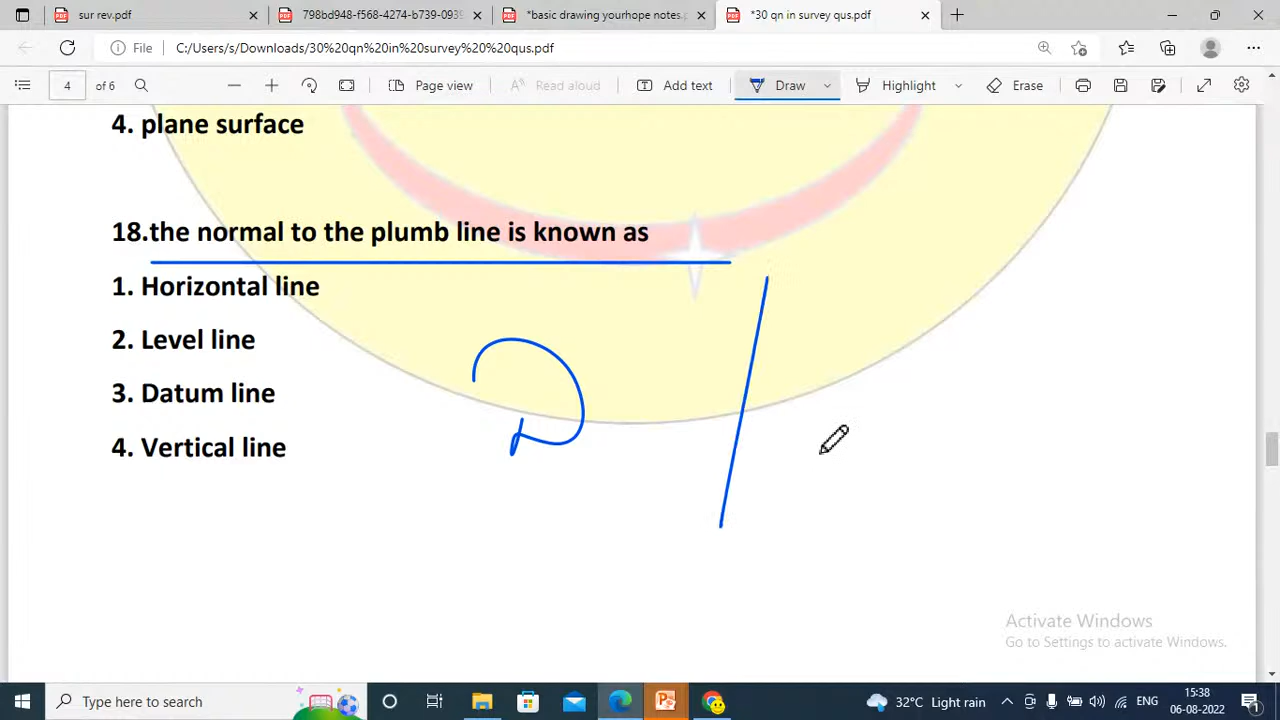 sur rev.pdf
798bd948-f568-4274-b739-0939
*basic drawing yourhope notes.p
*30 qn in survey qus.pdf
File
C:/Users/s/Downloads/30%20qn%20in%20survey%20%20qus.pdf
4
of 6
Page view
Read aloud
Add text
Draw
Highlight
Erase
4. plane surface
18.the normal to the plumb line is known as
1. Horizontal line
2. Level line
3. Datum line
4. Vertical line
Activate Windows
Go to Settings to activate Windows.
Type here to search
32°C Light rain
ENG
15:38
06-08-2022